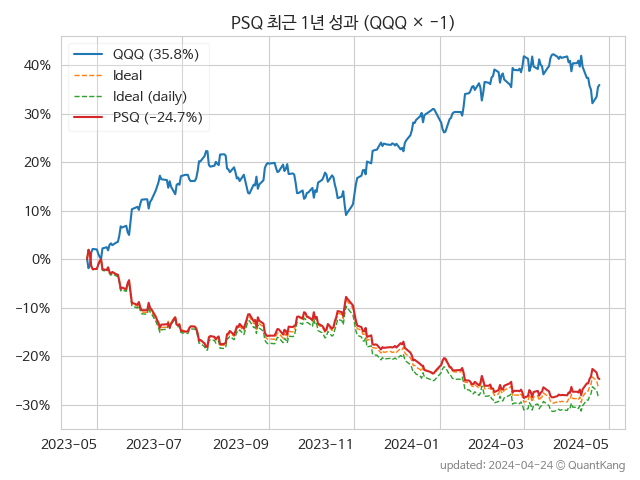 PSQ 최근 1년 성과 (QQQ × −1)
QQQ (35.8%)
Ideal
Ideal (daily)
PSQ (−24.7%)
40%
30%
20%
10%
0%
−10%
−20%
−30%
2023−05 2023−07 2023−09 2023−11 2024−01 2024−03 2024−05
updated: 2024−04−24 @ QuantKang